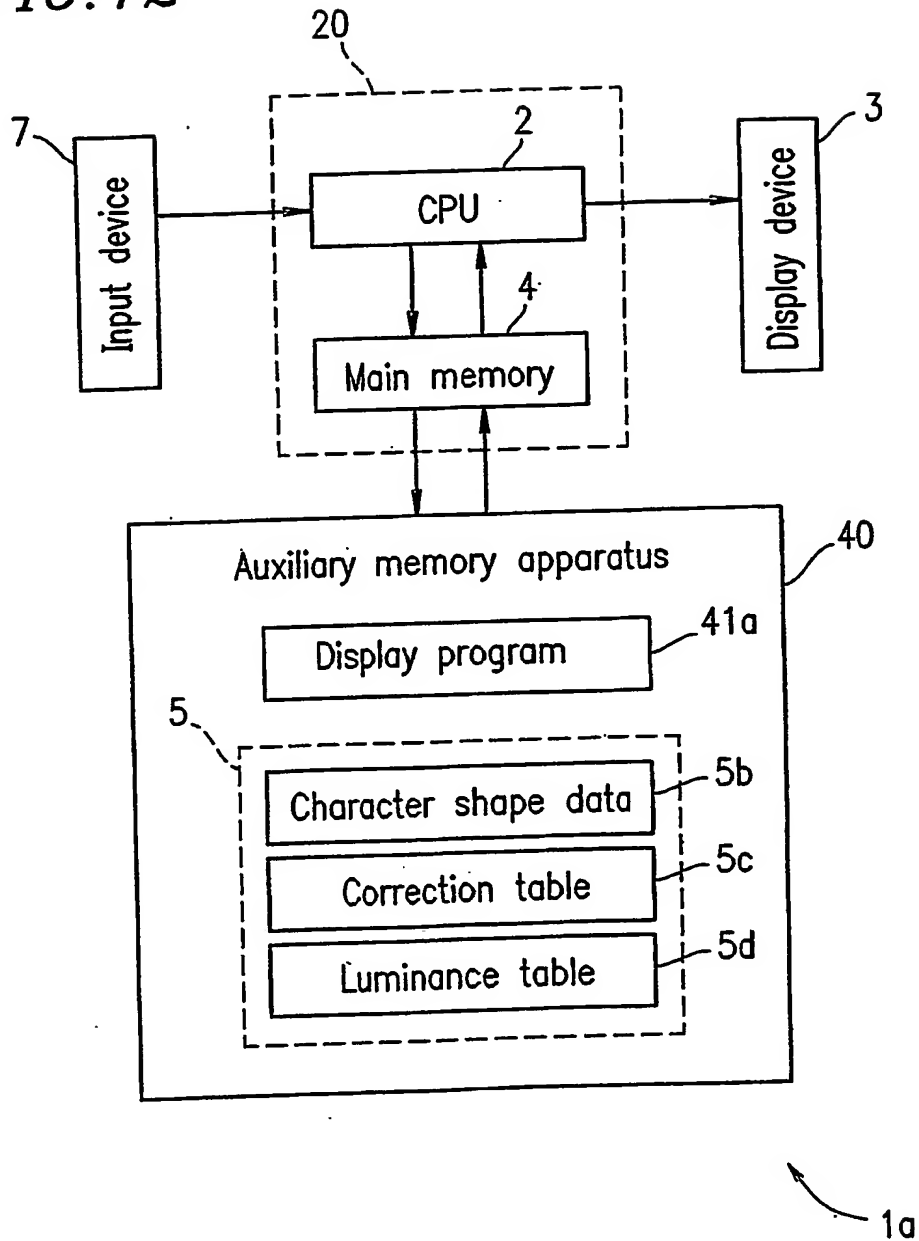 20
7
2
3
Input device
CPU
Display device
4
Main memory
Auxiliary memory apparatus
40
Display program
41a
5
Character shape data
5b
Correction table
5c
Luminance table
5d
1a